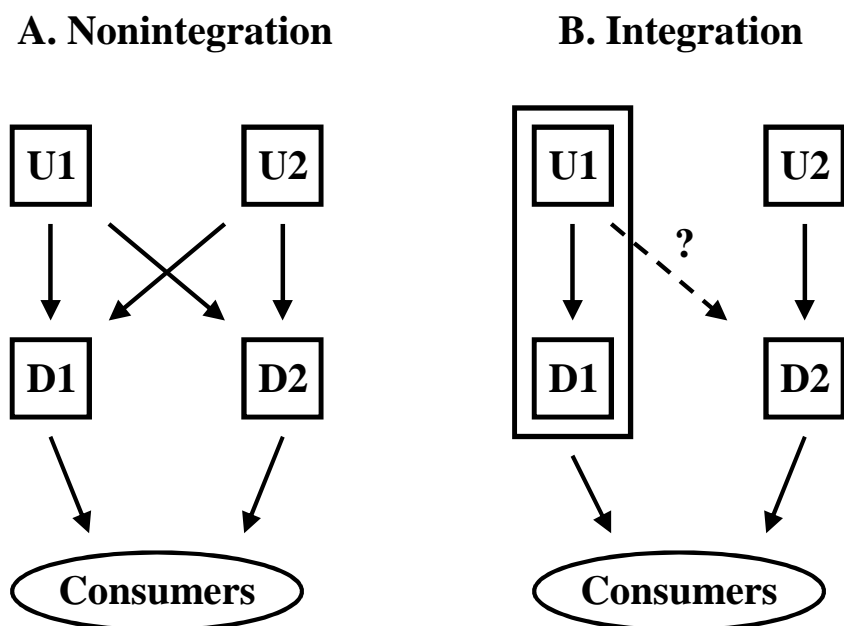 A. Nonintegration
B. Integration
U1
U2
U1
U2
?
D1
D2
D1
D2
Consumers
Consumers